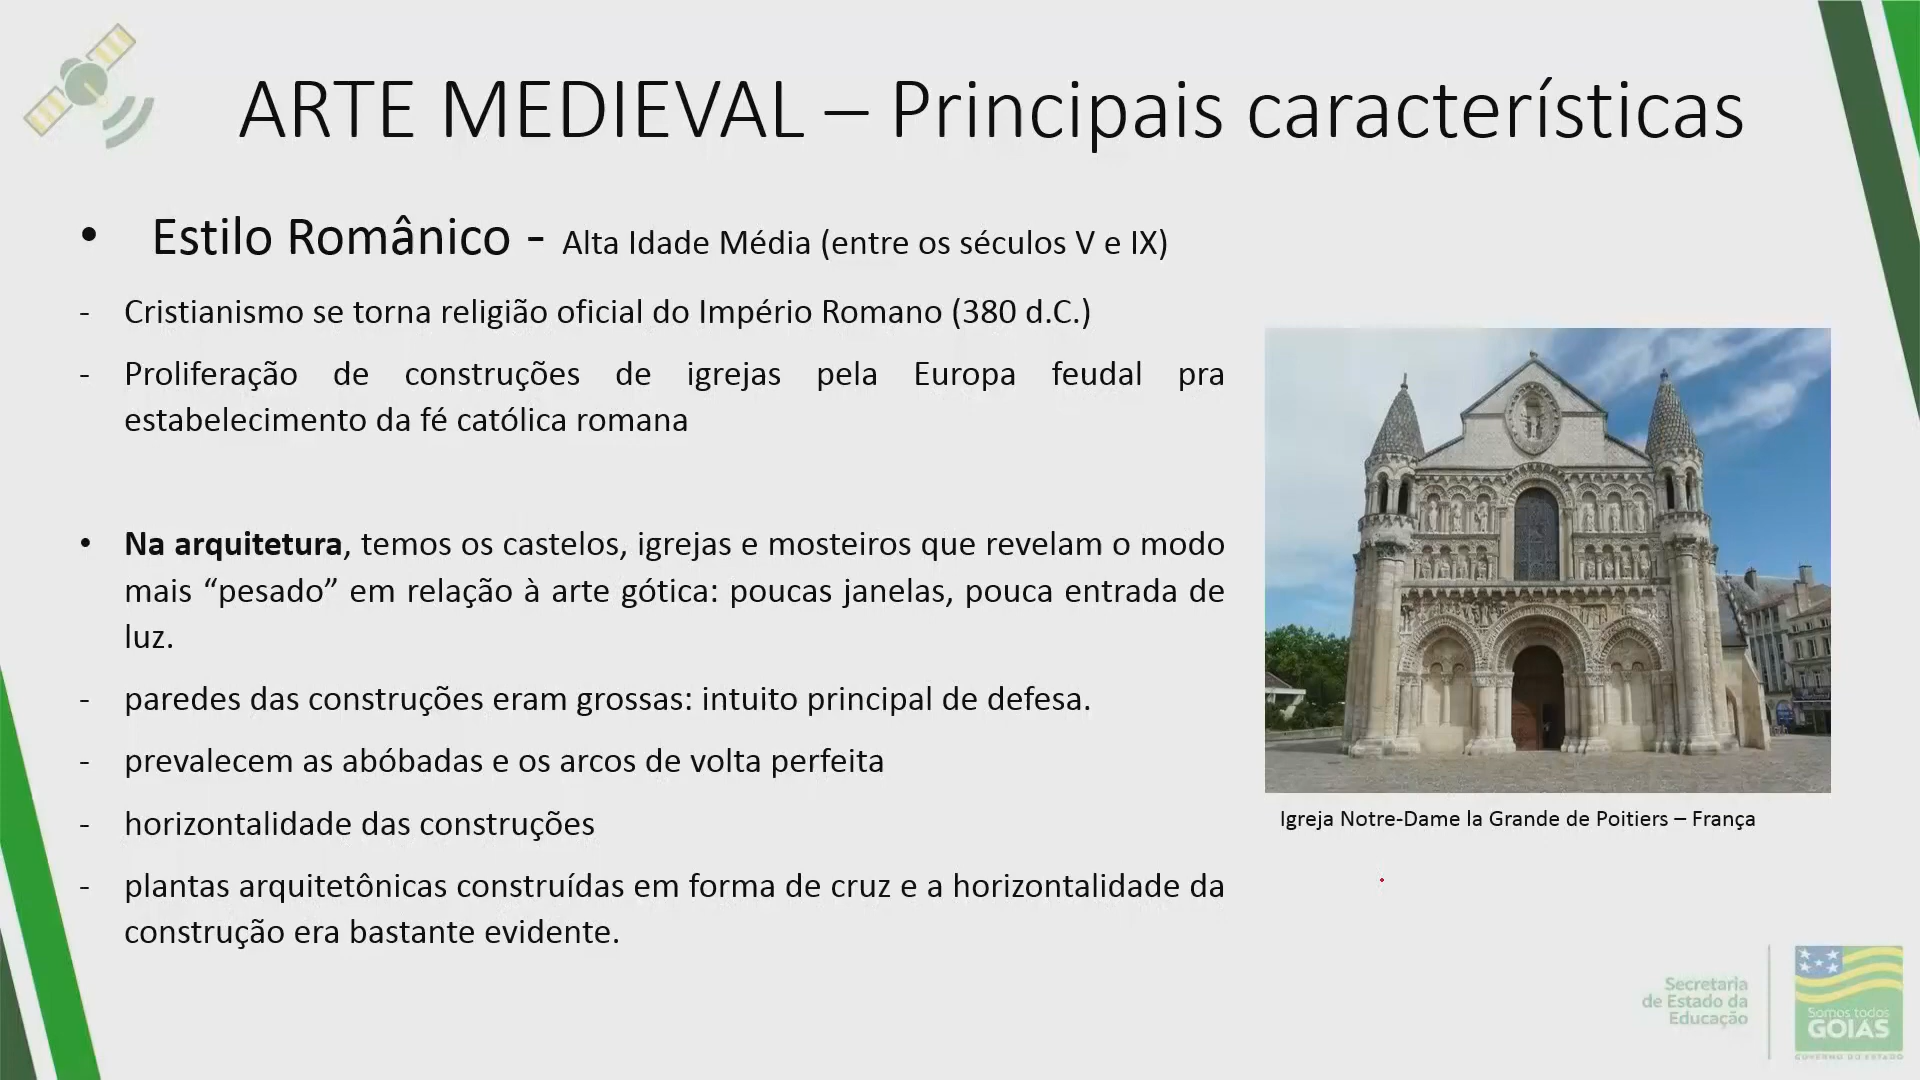 ARTE MEDIEVAL – Principais características
• Estilo Românico - Alta Idade Média (entre os séculos V e IX)
- Cristianismo se torna religião oficial do Império Romano (380 d.C.)
- Proliferação de construções de igrejas pela Europa feudal pra
estabelecimento da fé católica romana
• Na arquitetura, temos os castelos, igrejas e mosteiros que revelam o modo
mais “pesado” em relação à arte gótica: poucas janelas, pouca entrada de
luz.
- paredes das construções eram grossas: intuito principal de defesa.
- prevalecem as abóbadas e os arcos de volta perfeita
- horizontalidade das construções
- plantas arquitetônicas construídas em forma de cruz e a horizontalidade da
construção era bastante evidente.
Igreja Notre-Dame la Grande de Poitiers – França
Secretaria
de Estado da
Educação
Somos todos
GOIÁS
GOVERNO DO ESTADO